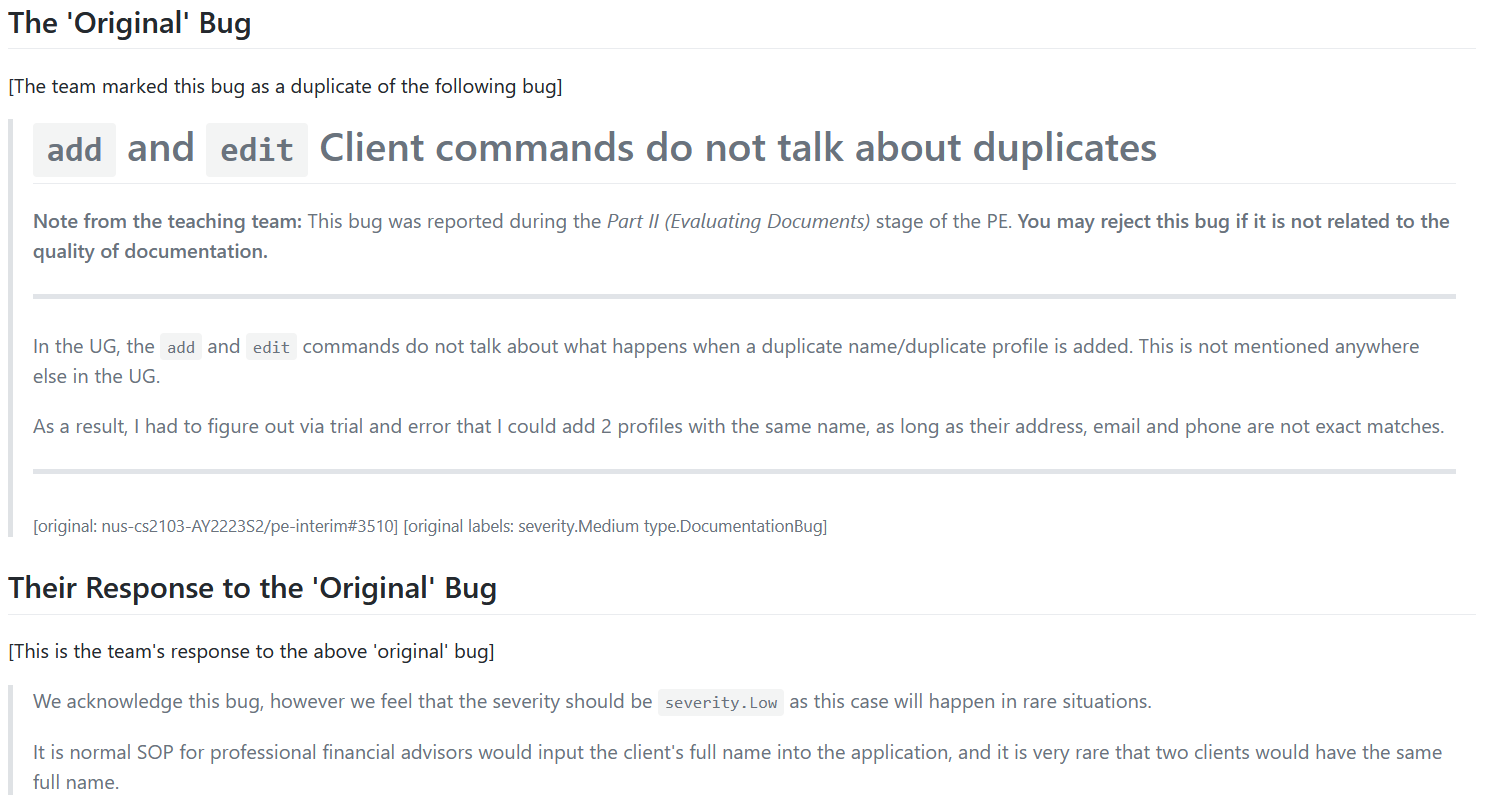 The 'Original' Bug
[The team marked this bug as a duplicate of the following bug]
add and edit Client commands do not talk about duplicates
Note from the teaching team: This bug was reported during the Part II (Evaluating Documents) stage of the PE. You may reject this bug if it is not related to the
quality of documentation.
In the UG, the add and edit commands do not talk about what happens when a duplicate name/duplicate profile is added. This is not mentioned anywhere
else in the UG.
As a result, I had to figure out via trial and error that I could add 2 profiles with the same name, as long as their address, email and phone are not exact matches.
[original: nus-cs2103-AY2223S2/pe-interim#3510] [original labels: severity.Medium type.DocumentationBug]
Their Response to the 'Original' Bug
[This is the team's response to the above 'original' bug]
We acknowledge this bug, however we feel that the severity should be severity.Low as this case will happen in rare situations.
It is normal SOP for professional financial advisors would input the client's full name into the application, and it is very rare that two clients would have the same
full name.